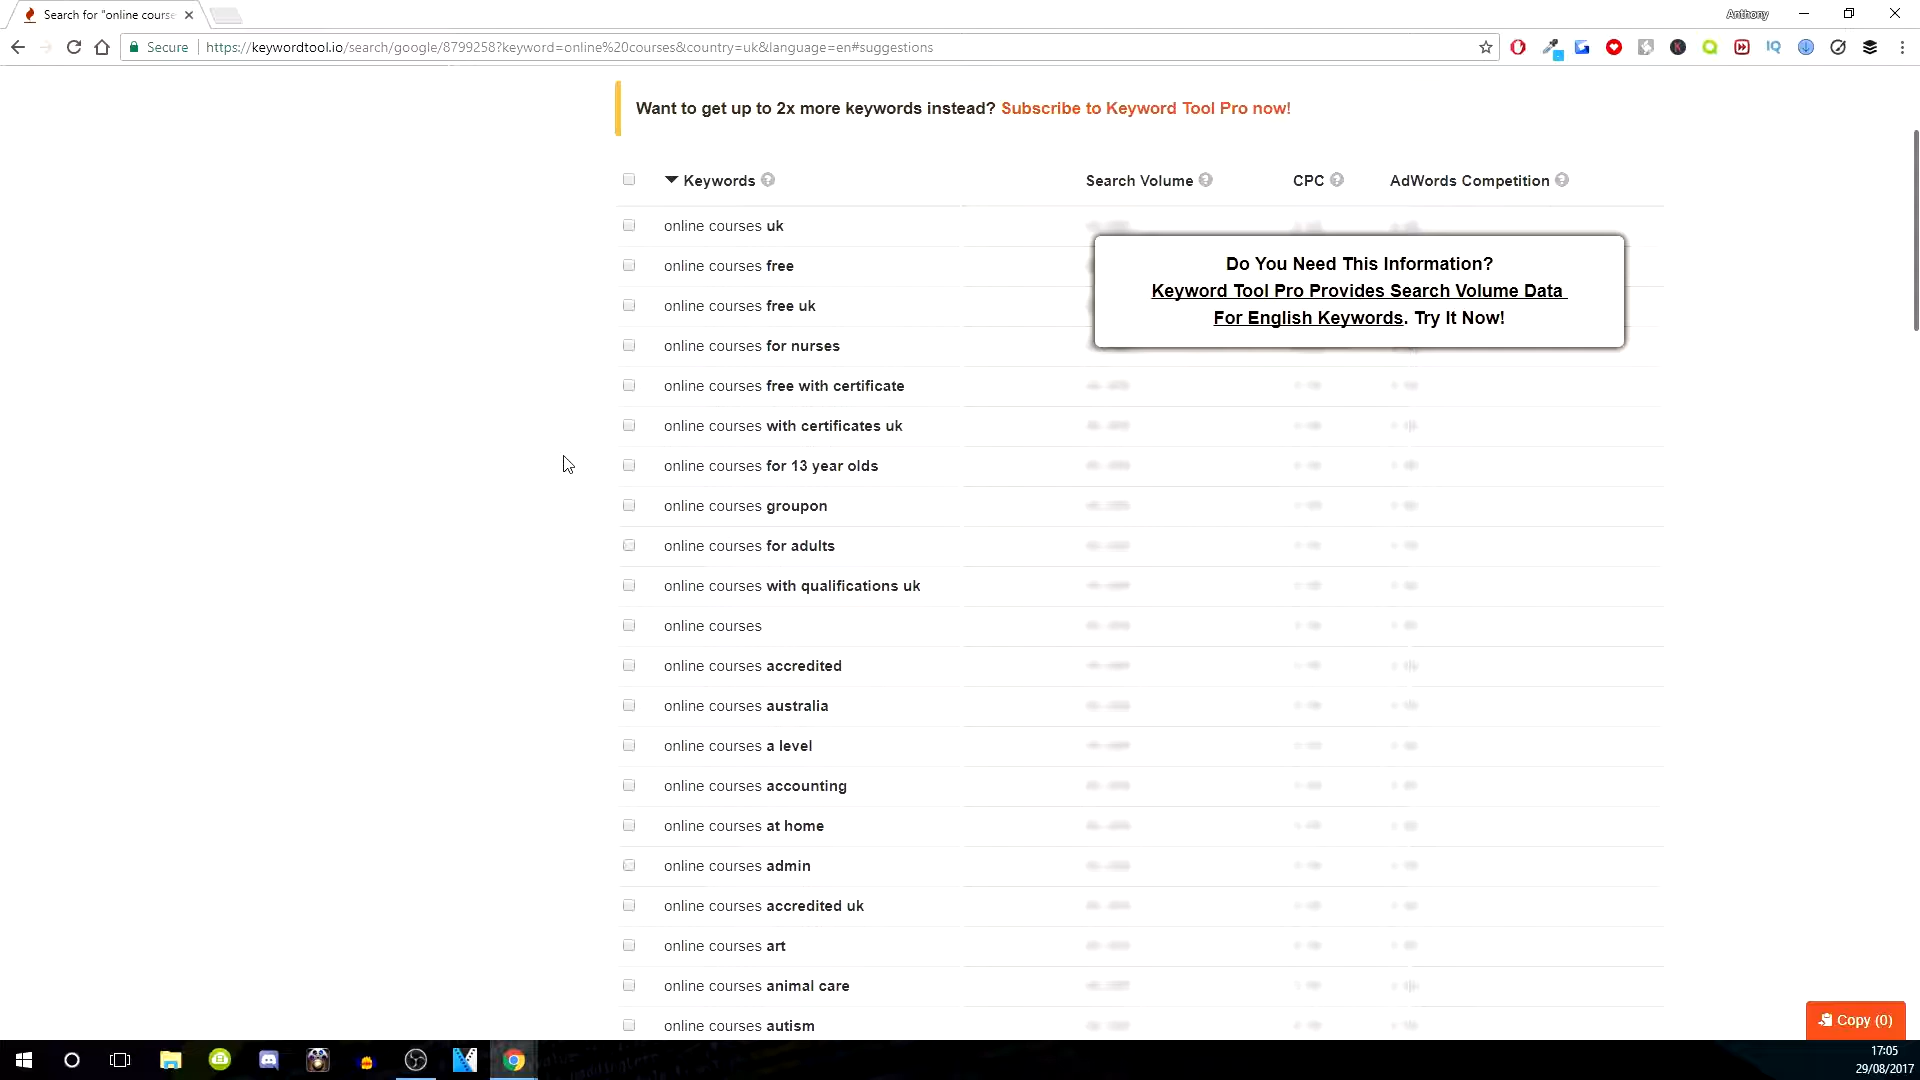 Search for "online course
Anthony
Secure
https://keywordtool.io/search/google/8799258?keyword=online%20courses&country=uk&language=en#suggestions
Want to get up to 2x more keywords instead? Subscribe to Keyword Tool Pro now!
Keywords Search Volume CPC AdWords Competition
online courses uk
online courses free
online courses free uk
online courses for nurses
Do You Need This Information?
Keyword Tool Pro Provides Search Volume Data
For English Keywords. Try It Now!
online courses free with certificate
online courses with certificates uk
online courses for 13 year olds
online courses groupon
online courses for adults
online courses with qualifications uk
online courses
online courses accredited
online courses australia
online courses a level
online courses accounting
online courses at home
online courses admin
online courses accredited uk
online courses art
online courses animal care
online courses autism
Copy (0)
17:05
29/08/2017